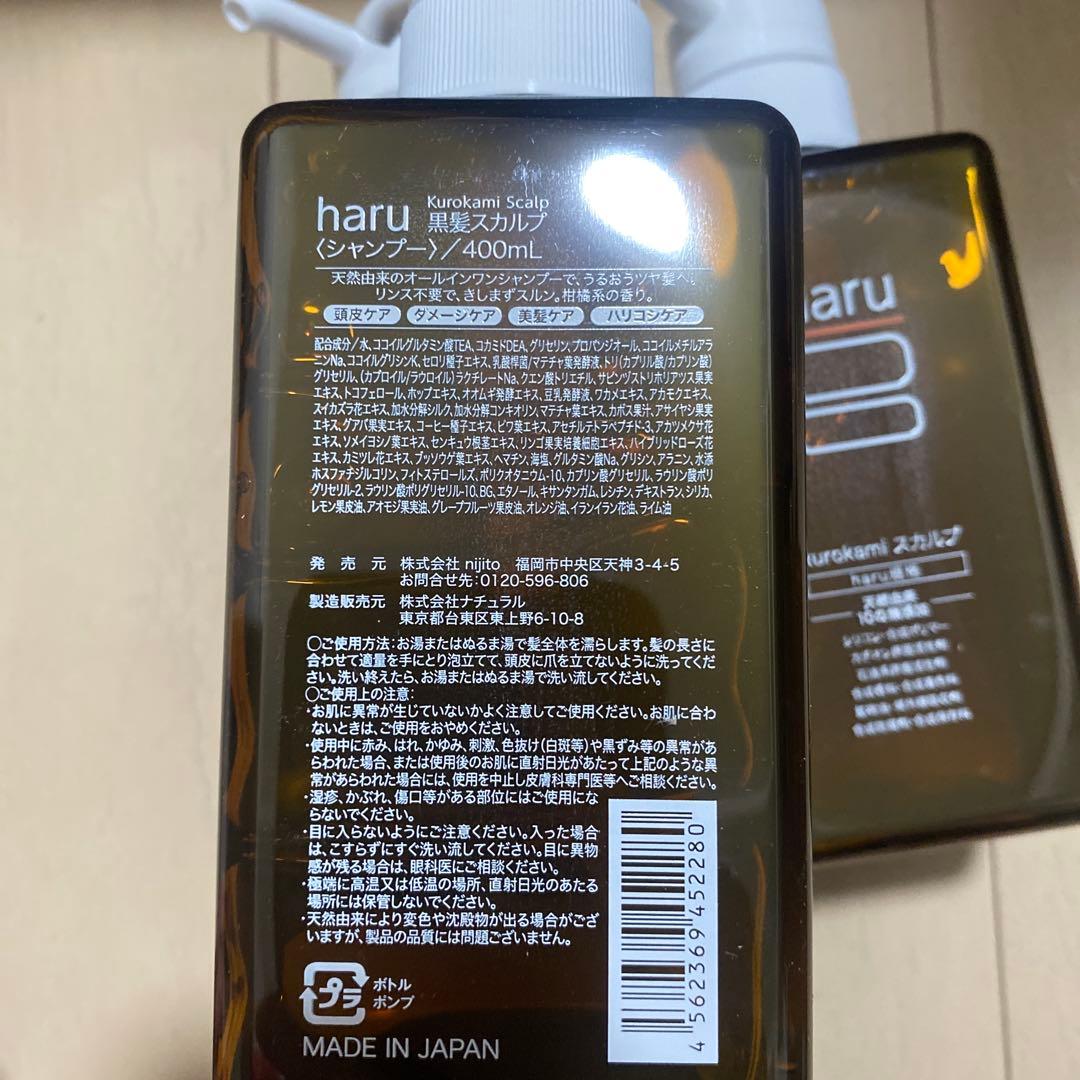 haru
Kurokami Scalp
黒髪スカルプ
〈シャンプー〉/400mL
天然由来のオールインワンシャンプーで、うるおうツヤ髪へ。
リンス不要で、きしまずスルン。柑橘系の香り。
頭皮ケア ダメージケア 美髪ケア ハリコシケア
配合成分/水、ココイルグルタミン酸TEA、コカミドDEA、グリセリン、プロパンジオール、ココイルメチルアラ
ニンNa、ココイルグリシンK、セロリ種子エキス、乳酸桿菌/マテチャ葉発酵液、トリ(カプリル酸/カプリン酸)
グリセリル、(カプロイル/ラウロイル)ラクチレートNa、クエン酸トリエチル、サピンヅストリホリアツス果実
エキス、トコフェロール、ホップエキス、オオムギ発酵エキス、豆乳発酵液、ワカメエキス、アカモクエキス、
スイカズラ花エキス、加水分解シルク、加水分解コンキオリン、マテチャ葉エキス、カボス果汁、アサイヤシ果実
エキス、グアバ果実エキス、コーヒー種子エキス、ビワ葉エキス、アセチルテトラペプチド-3、アカツメクサ花
エキス、ソメイヨシノ葉エキス、センキュウ根茎エキス、リンゴ果実培養細胞エキス、ハイブリッドローズ花
エキス、カミツレ花エキス、ブッソウゲ葉エキス、ヘマチン、海塩、グルタミン酸Na、グリシン、アラニン、水添
ホスファチジルコリン、フィトステロールズ、ポリクオタニウム-10、カプリン酸グリセリル、ラウリン酸ポリ
グリセリル-2、ラウリン酸ポリグリセリル-10、BG、エタノール、キサンタンガム、レシチン、デキストラン、シリカ、
レモン果皮油、アオモジ果実油、グレープフルーツ果皮油、オレンジ油、イランイラン花油、ライム油
発売元 株式会社 nijito 福岡市中央区天神3-4-5
お問合せ先:0120-596-806
製造販売元 株式会社ナチュラル
東京都台東区東上野6-10-8
〇ご使用方法:お湯またはぬるま湯で髪全体を濡らします。髪の長さに
合わせて適量を手にとり泡立てて、頭皮に爪を立てないように洗ってくだ
さい。洗い終えたら、お湯またはぬるま湯で洗い流してください。
〇ご使用上の注意:
・お肌に異常が生じていないかよく注意してご使用ください。お肌に合わ
ないときは、ご使用をおやめください。
・使用中に赤み、はれ、かゆみ、刺激、色抜け(白斑等)や黒ずみ等の異常があ
らわれた場合、または使用後のお肌に直射日光があたって上記のような異
常があらわれた場合には、使用を中止し皮膚科専門医等へご相談ください。
・湿疹、かぶれ、傷口等がある部位にはご使用にな
らないでください。
・目に入らないようにご注意ください。入った場合
は、こすらずにすぐ洗い流してください。目に異物
感が残る場合は、眼科医にご相談ください。
・極端に高温又は低温の場所、直射日光のあたる
場所には保管しないでください。
・天然由来により変色や沈殿物が出る場合がござ
いますが、製品の品質には問題ございません。
プラ
ボトル
ポンプ
MADE IN JAPAN
4 562369 452280
haru
kurokami スカルプ
天然由来